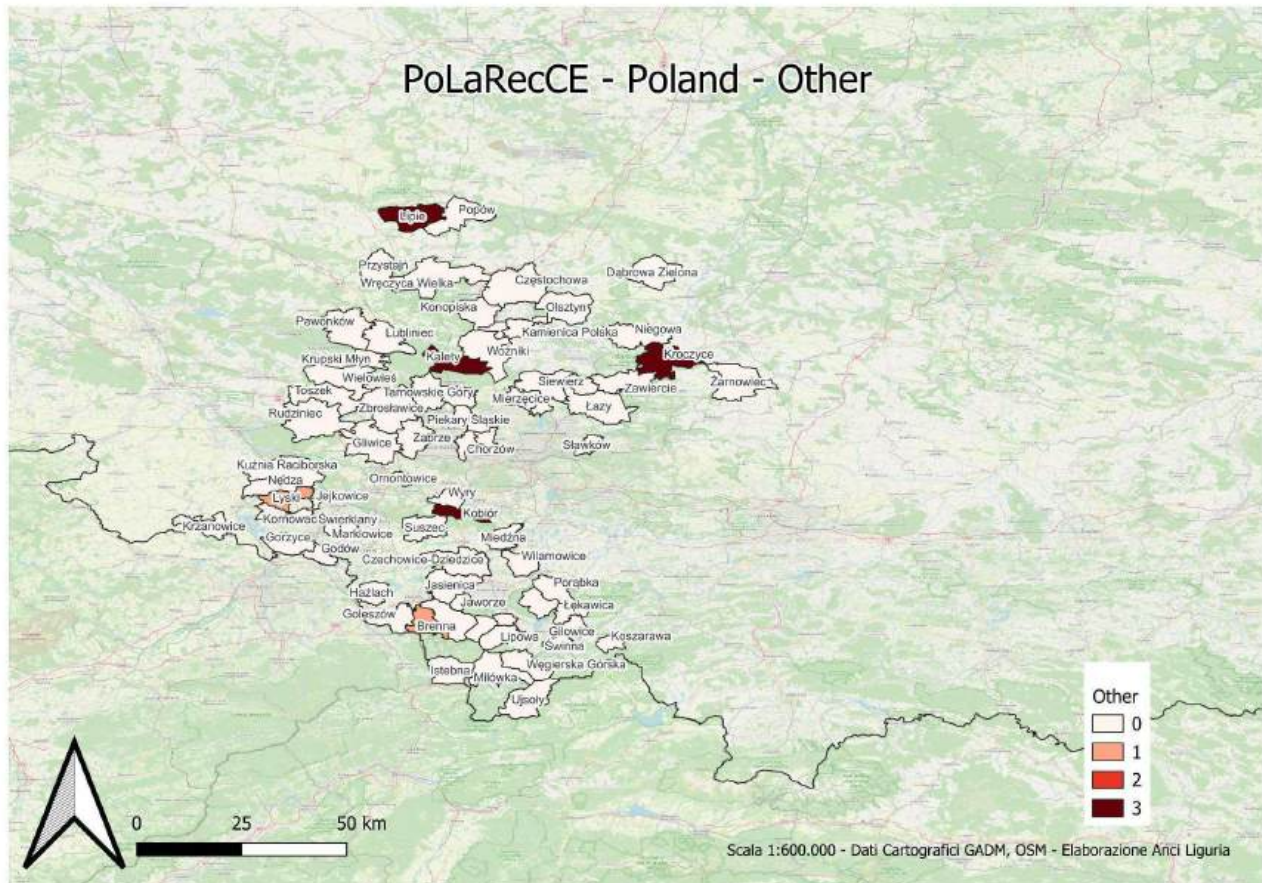 PoLaRecCE - Poland - Other
Lipie
Popów
Przystajń
Wręczyca Wielka
Częstochowa
Dąbrowa Zielona
Konopiska
Olsztyn
Pawonków
Lubliniec
Kamienica Polska
Niegowa
Kalety
Woźniki
Kroczyce
Krupski Młyn
Wielowieś
Siewierz
Zawiercie
Żarnowiec
Toszek
Tarnowskie Góry
Mierzęcice
Łazy
Rudziniec
Zbrosławice
Piekary Śląskie
Gliwice
Zabrze
Chorzów
Sławków
Kuźnia Raciborska
Nędza
Ornontowice
Lyski
Jejkowice
Wyry
Kobiór
Kornowac
Świerklany
Krzanowice
Suszec
Gorzyce
Marklowice
Miedźna
Godów
Czechowice-Dziedzice
Wilamowice
Hażlach
Jasienica
Porąbka
Goleszów
Jaworze
Łękawica
Brenna
Lipowa
Gilowice
Świnna
Koszarawa
Istebna
Milówka
Węgierska Górska
Ujsoły
Other
0
1
2
3
0 25 50 km
Scala 1:600.000 - Dati Cartografici GADM, OSM - Elaborazione Anci Liguria